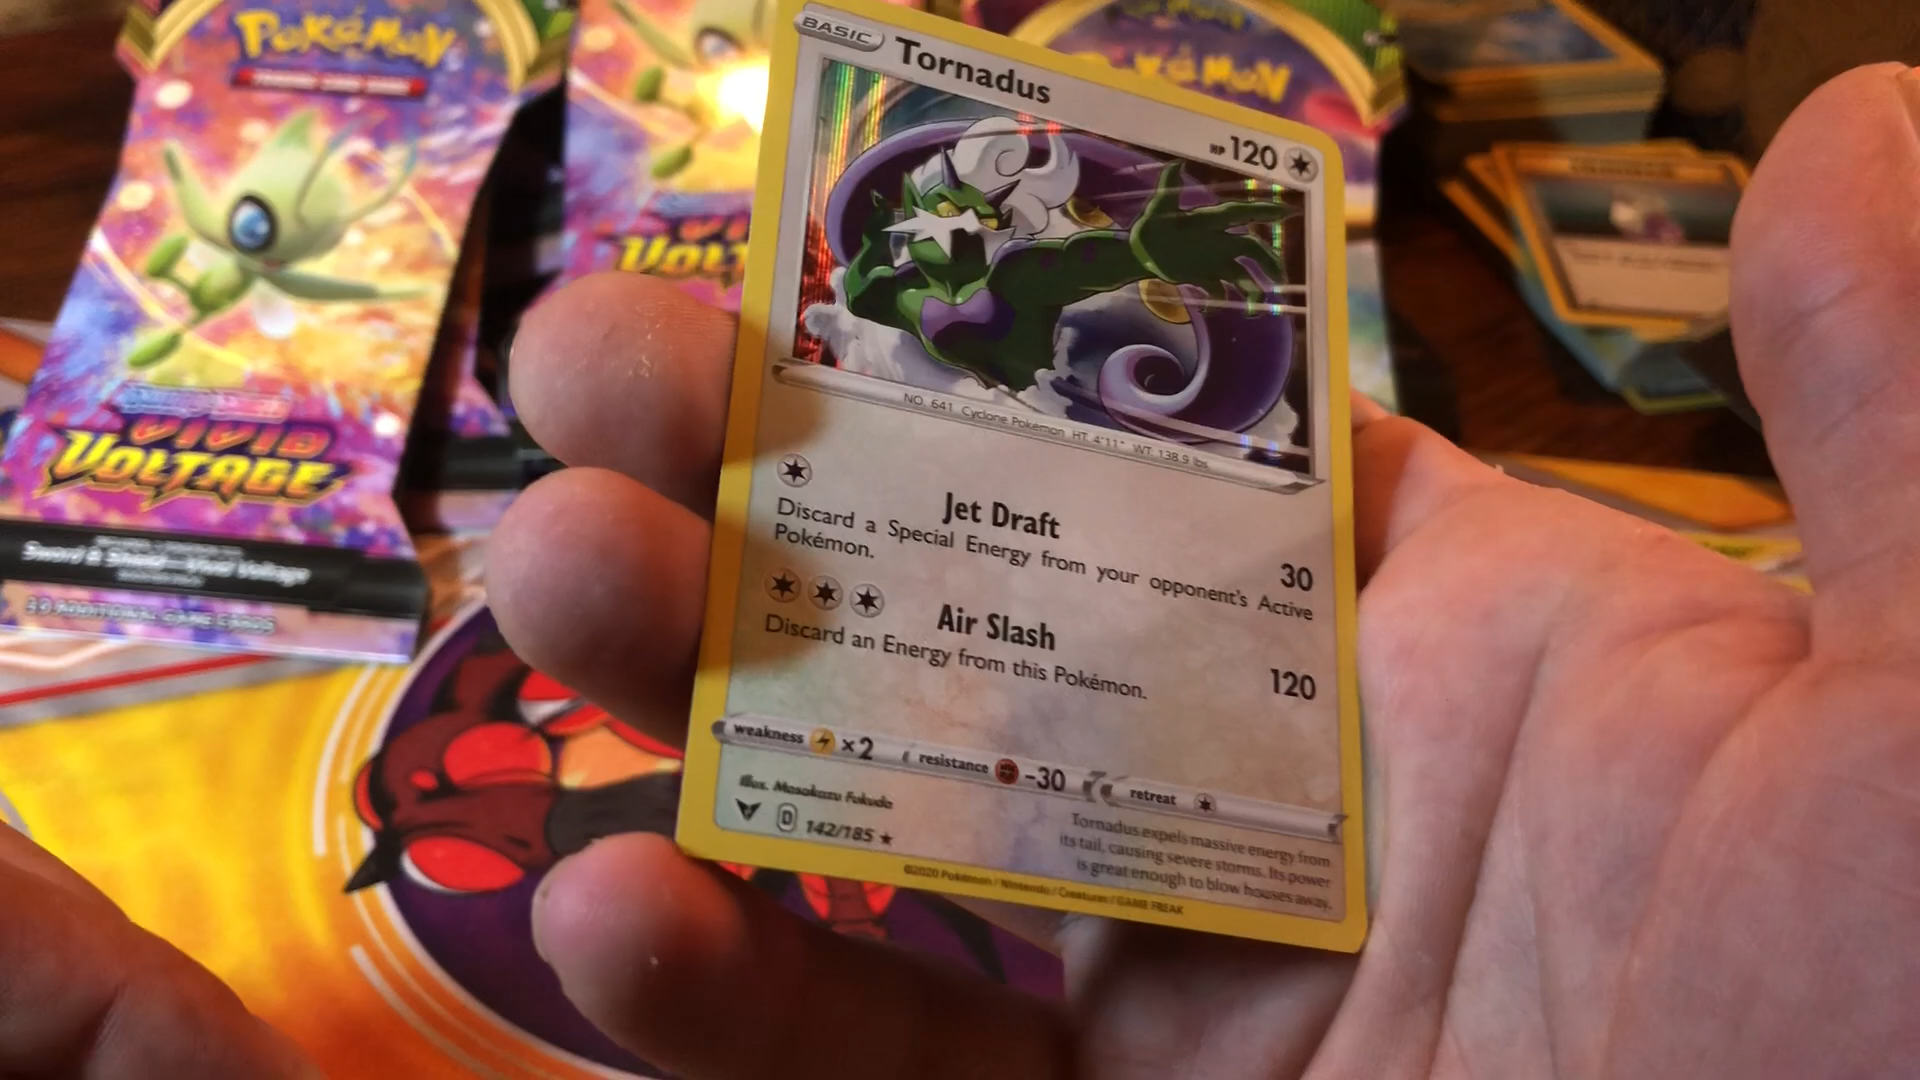 Pokémon
VIVID
VOLTAGE
Sword & Shield—Vivid Voltage
10 ADDITIONAL GAME CARDS
VOLT
Pokémon
BASIC
Tornadus
HP 120
NO. 641 Cyclone Pokémon HT: 4'11" WT: 138.9 lbs
Jet Draft
30
Discard a Special Energy from your opponent's Active
Pokémon.
Air Slash
120
Discard an Energy from this Pokémon.
weakness ×2 resistance -30 retreat
Illus. Masakazu Fukuda
D 142/185 ★
Tornadus expels massive energy from
its tail, causing severe storms. Its power
is great enough to blow houses away.
©2020 Pokémon / Nintendo / Creatures / GAME FREAK